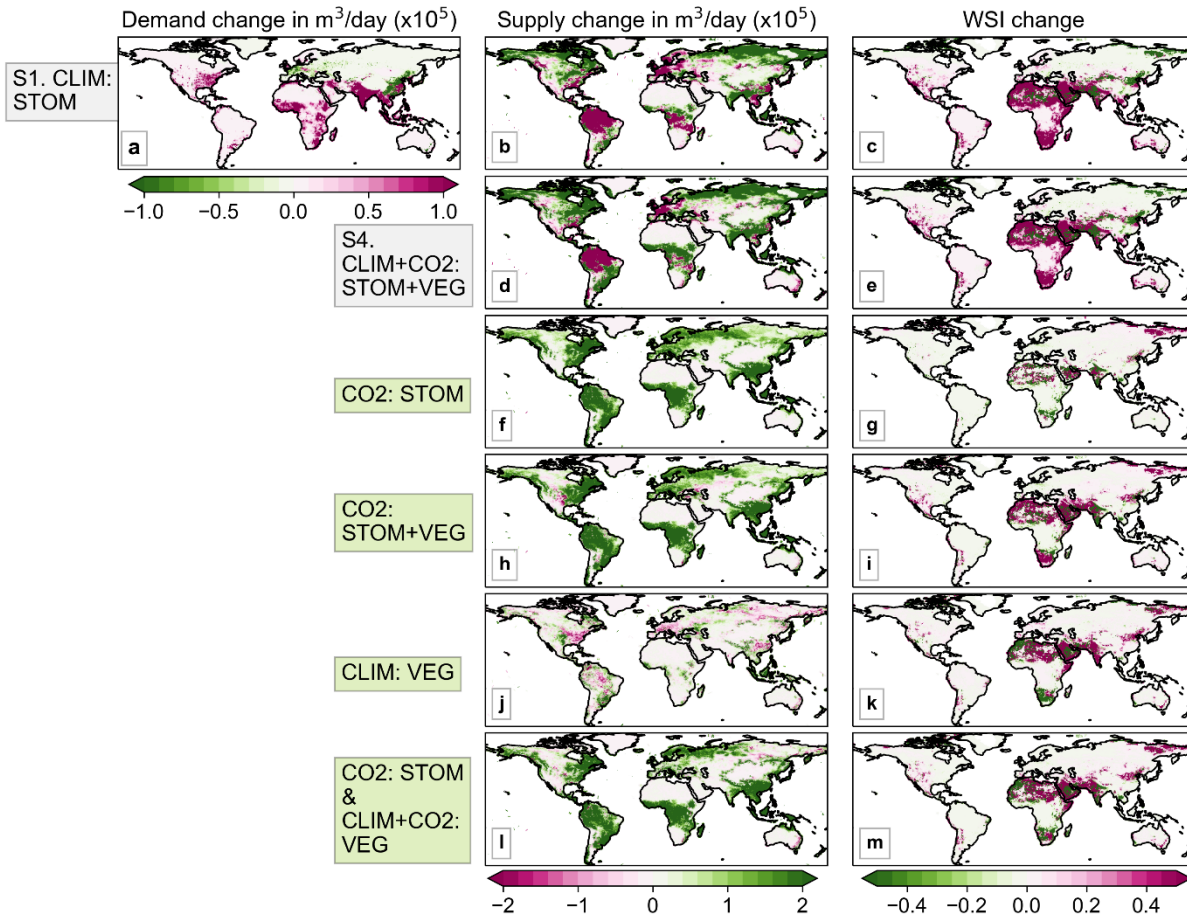 Demand change in m³/day (x10⁵)
Supply change in m³/day (x10⁵)
WSI change
S1. CLIM:
STOM
a
b
c
−1.0 −0.5 0.0 0.5 1.0
S4.
CLIM+CO2:
STOM+VEG
d
e
CO2: STOM
f
g
CO2:
STOM+VEG
h
i
CLIM: VEG
j
k
CO2: STOM
&
CLIM+CO2:
VEG
l
m
−2 −1 0 1 2
−0.4 −0.2 0.0 0.2 0.4